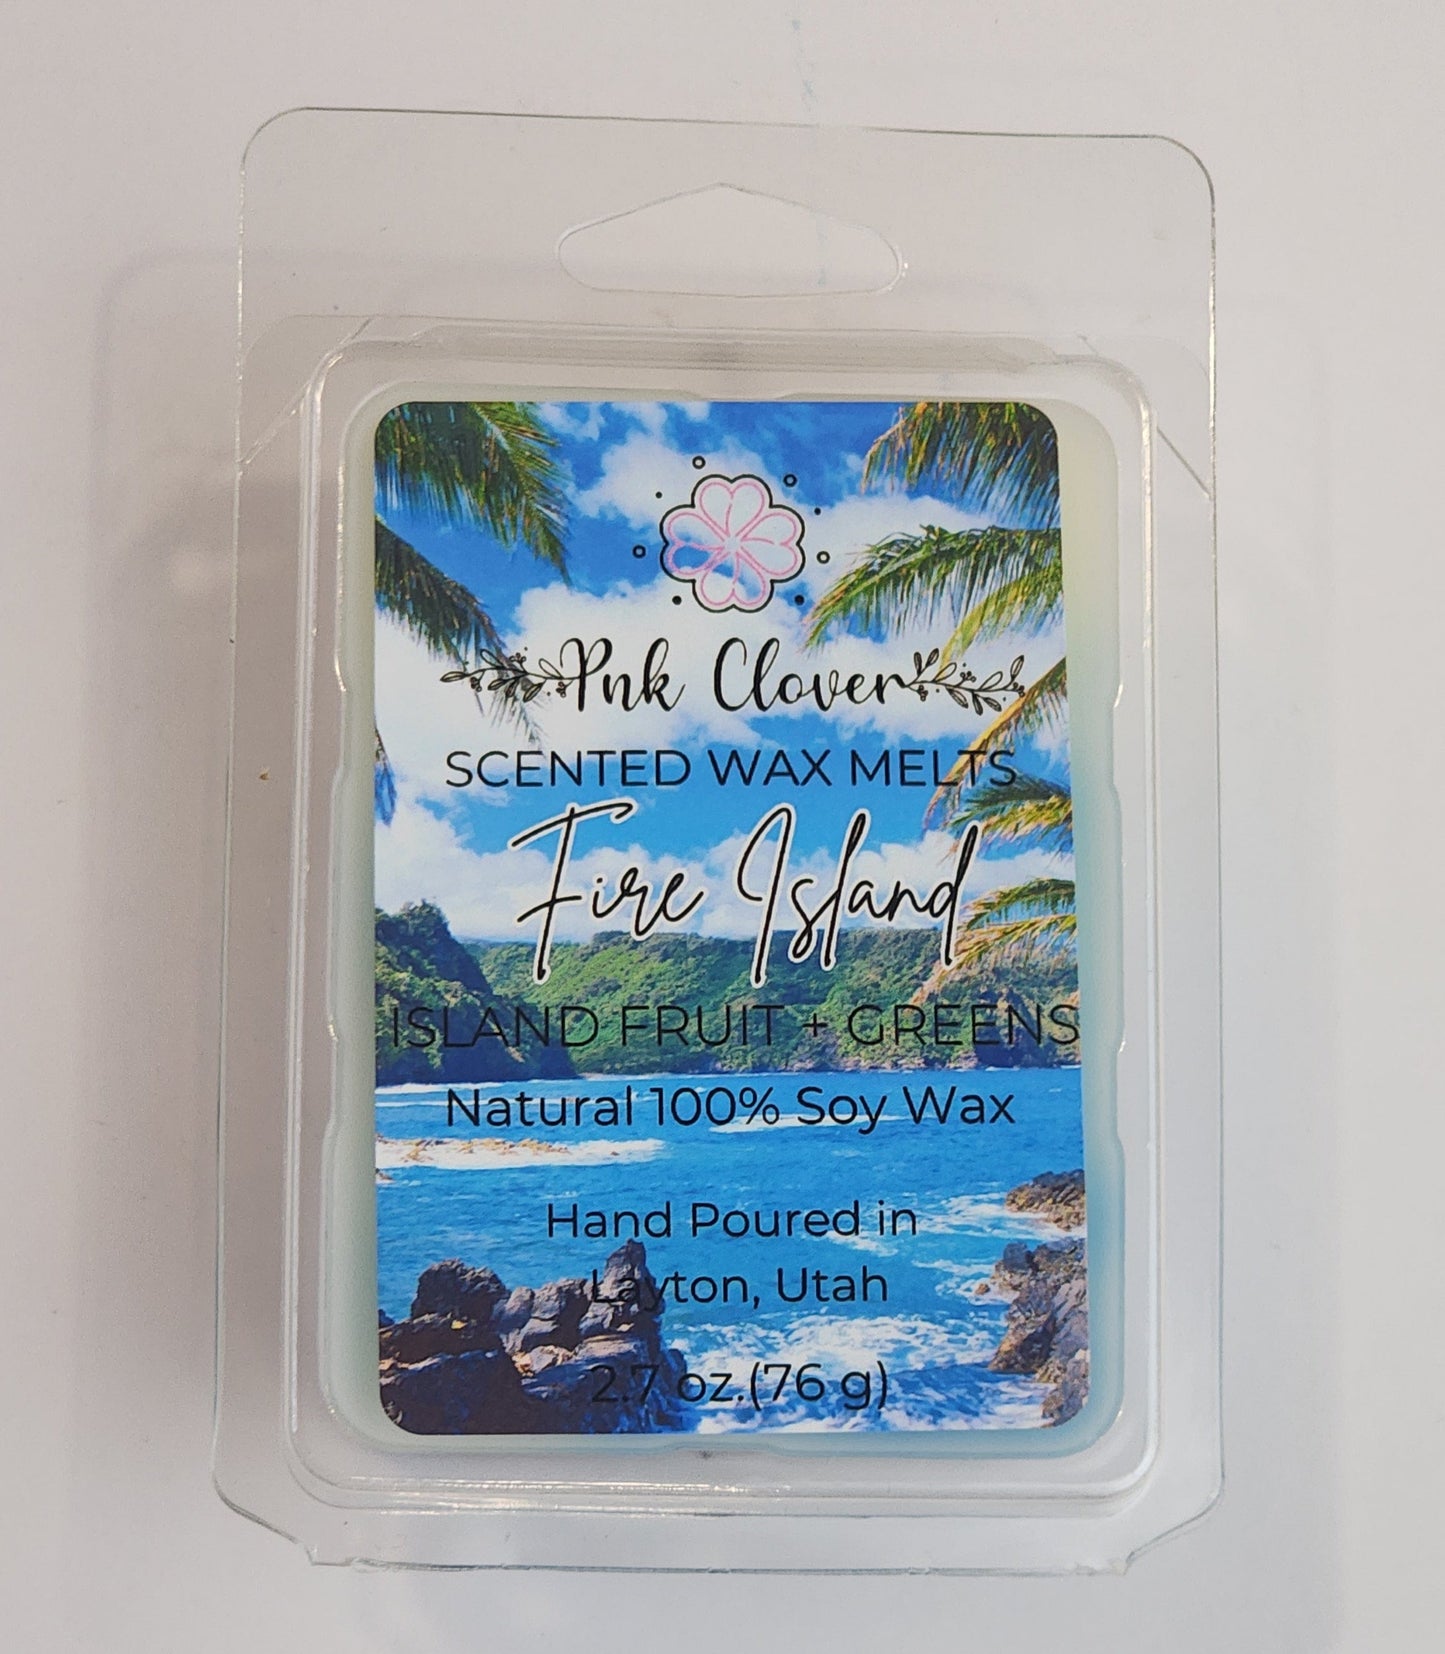 Pnk Clover
SCENTED WAX MELTS
Fire Island
ISLAND FRUIT + GREENS
Natural 100% Soy Wax
Hand Poured in
Layton, Utah
2.7 oz.(76 g)